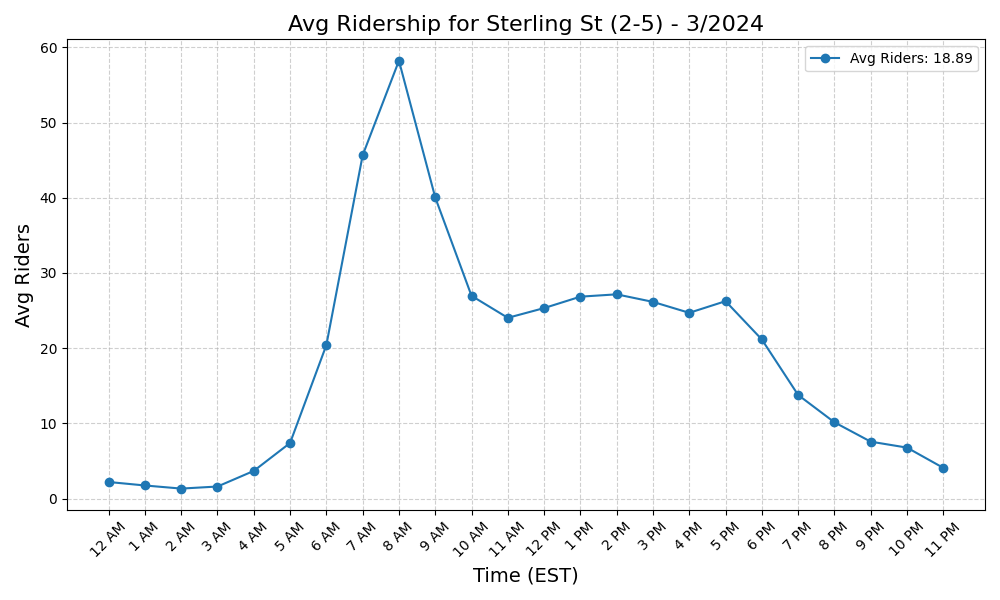 Avg Ridership for Sterling St (2-5) - 3/2024
Avg Riders: 18.89
Avg Riders
60
50
40
30
20
10
0
12 AM
1 AM
2 AM
3 AM
4 AM
5 AM
6 AM
7 AM
8 AM
9 AM
10 AM
11 AM
12 PM
1 PM
2 PM
3 PM
4 PM
5 PM
6 PM
7 PM
8 PM
9 PM
10 PM
11 PM
Time (EST)